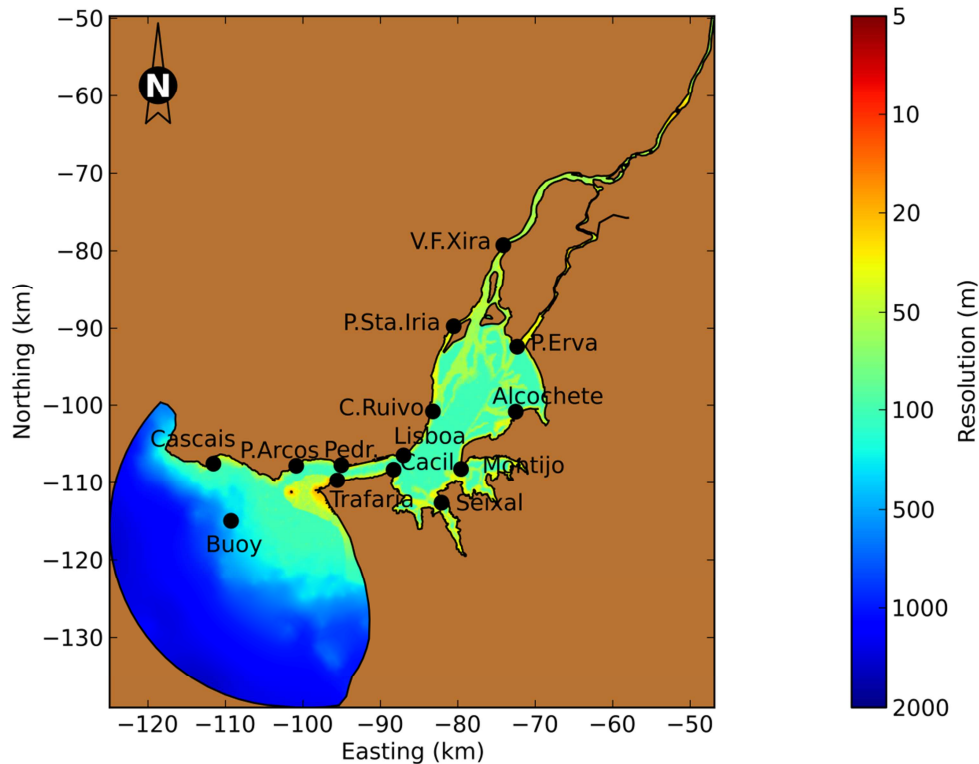 N
−50
−60
−70
−80
−90
−100
−110
−120
−130
Northing (km)
V.F.Xira
P.Sta.Iria
P.Erva
Alcochete
C.Ruivo
Lisboa
Cascais
P.Arcos
Pedr.
Cacil
Montijo
Trafaria
Seixal
Buoy
−120
−110
−100
−90
−80
−70
−60
−50
Easting (km)
5
10
20
50
100
500
1000
2000
Resolution (m)